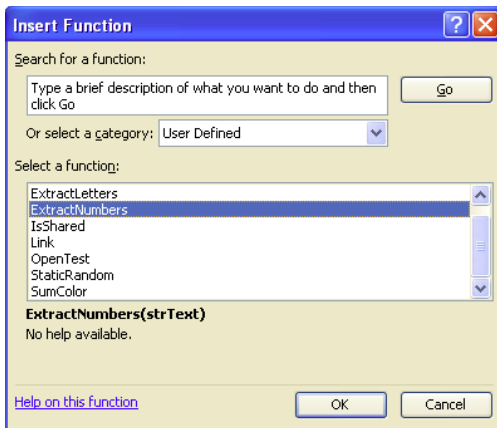 Insert Function
Search for a function:
Type a brief description of what you want to do and then
click Go
Go
Or select a category: User Defined
Select a function:
ExtractLetters
ExtractNumbers
IsShared
Link
OpenTest
StaticRandom
SumColor
ExtractNumbers(strText)
No help available.
Help on this function
OK
Cancel